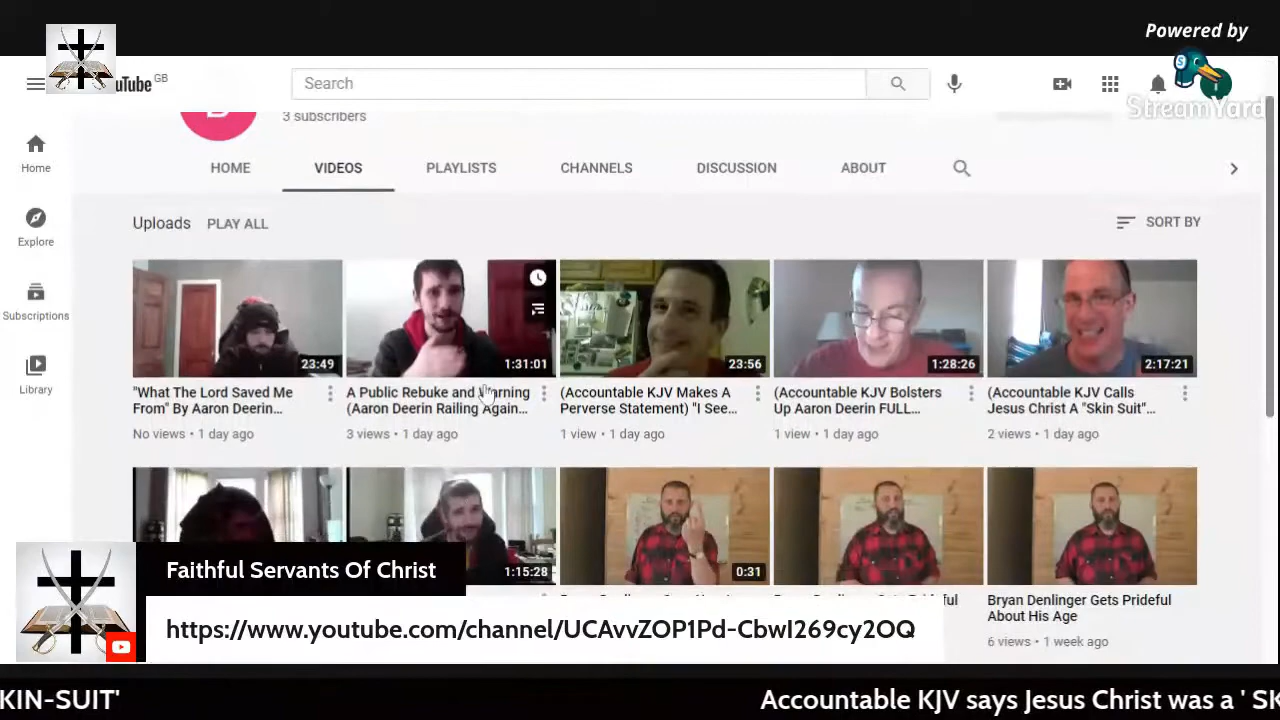 Powered by
StreamYard
GB
Search
3 subscribers
Home
Explore
Subscriptions
Library
HOME
VIDEOS
PLAYLISTS
CHANNELS
DISCUSSION
ABOUT
Uploads PLAY ALL
SORT BY
23:49
"What The Lord Saved Me
From" By Aaron Deerin...
No views • 1 day ago
1:31:01
A Public Rebuke and Warning
(Aaron Deerin Railing Again...
3 views • 1 day ago
23:56
(Accountable KJV Makes A
Perverse Statement) "I See...
1 view • 1 day ago
1:28:26
(Accountable KJV Bolsters
Up Aaron Deerin FULL...
1 view • 1 day ago
2:17:21
(Accountable KJV Calls
Jesus Christ A "Skin Suit"...
2 views • 1 day ago
1:15:28
0:31
Bryan Denlinger Gets Prideful
About His Age
6 views • 1 week ago
Faithful Servants Of Christ
https://www.youtube.com/channel/UCAvvZOP1Pd-CbwI269cy2OQ
KIN-SUIT'
Accountable KJV says Jesus Christ was a ' SK